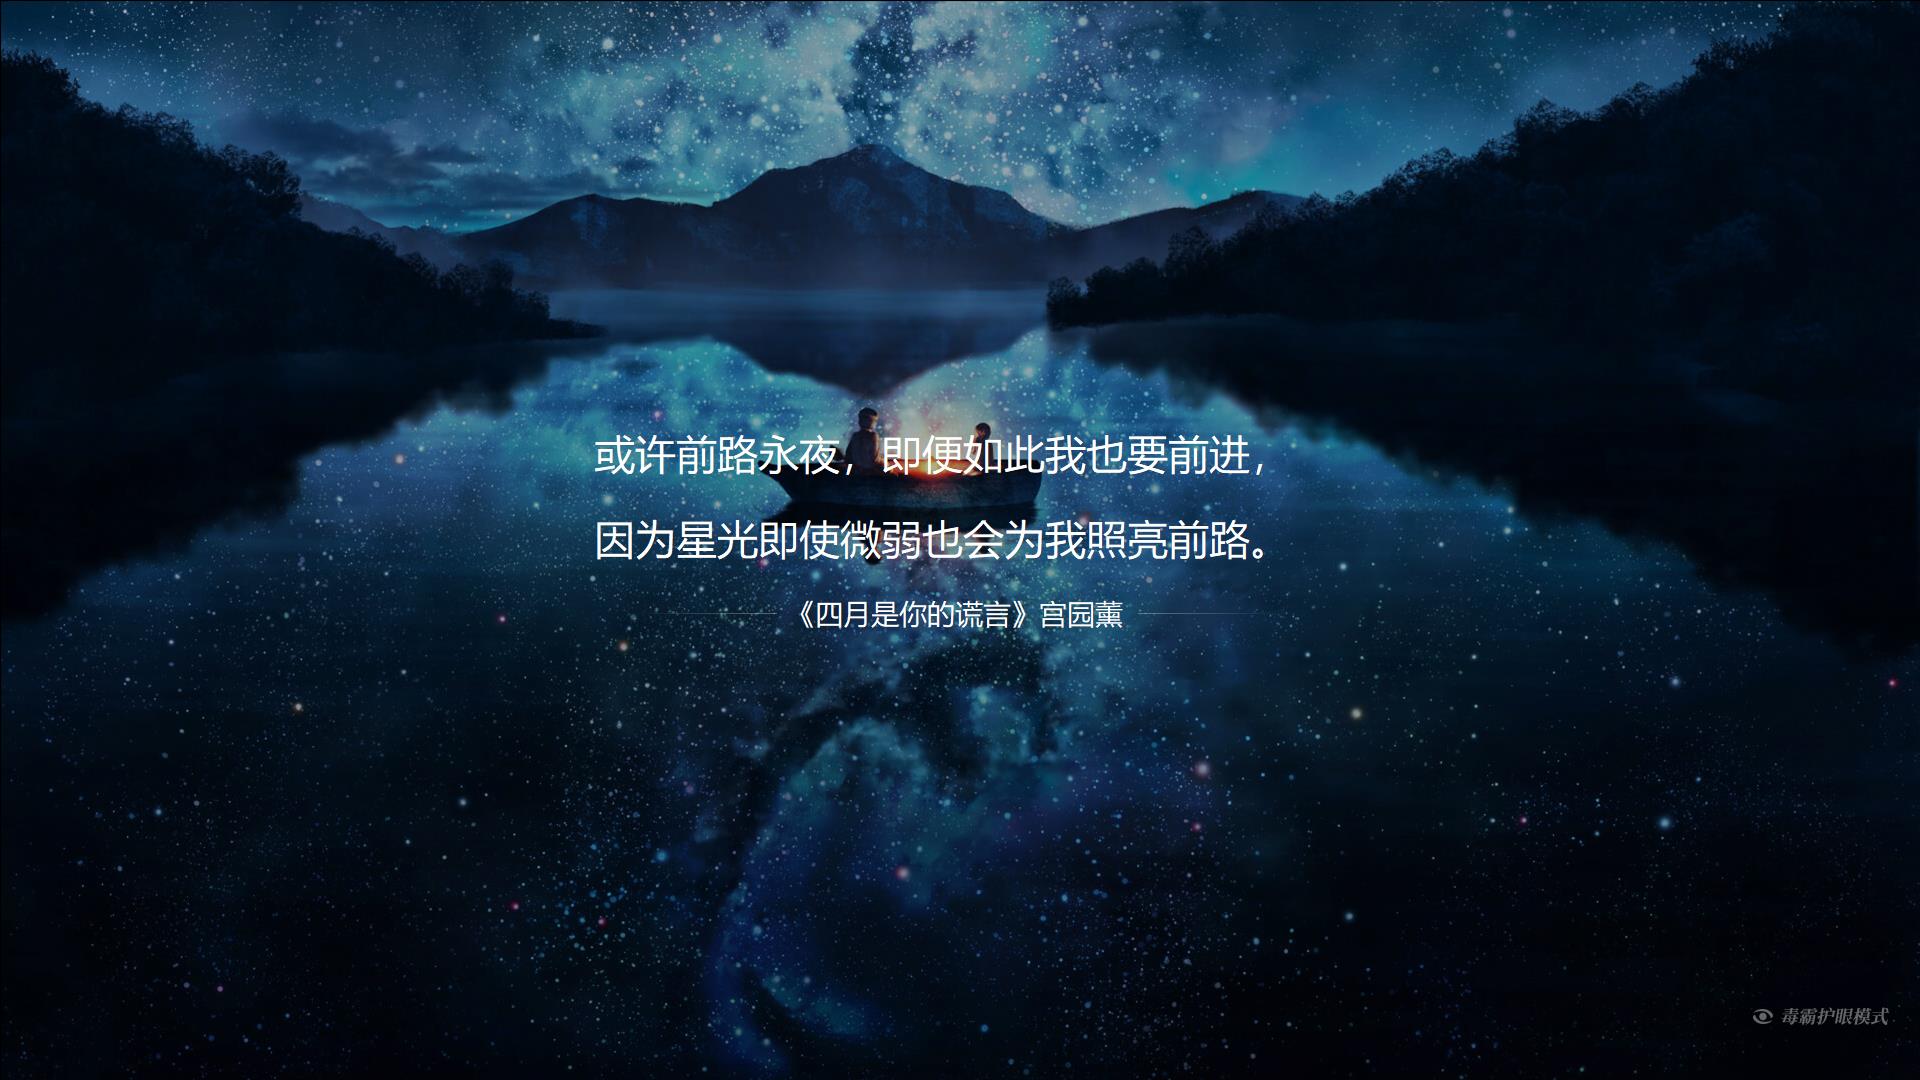 或许前路永夜，即便如此我也要前进，
因为星光即使微弱也会为我照亮前路。
《四月是你的谎言》宫园薰
毒霸护眼模式